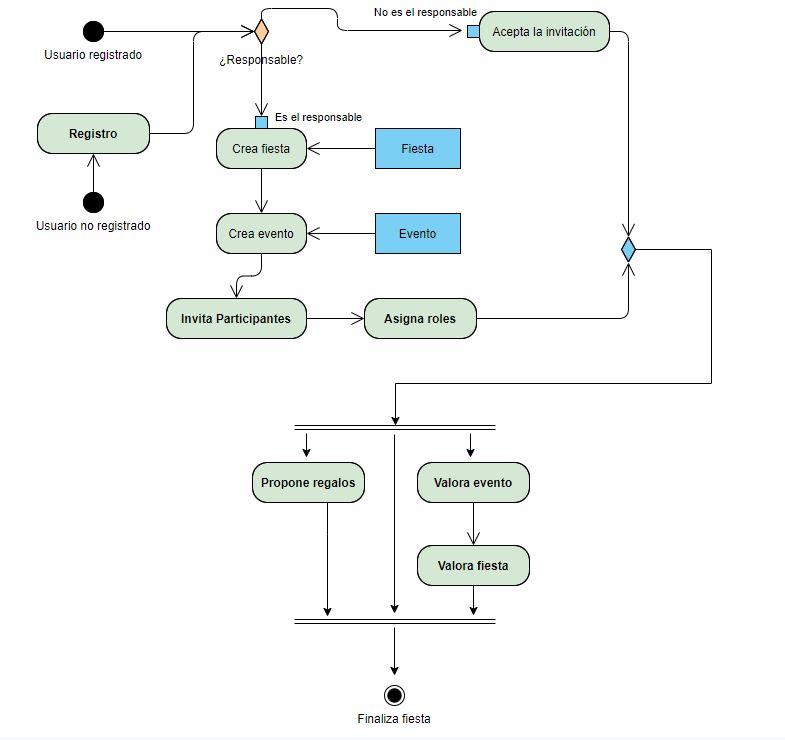 No es el responsable
Usuario registrado
¿Responsable?
Acepta la invitación
Es el responsable
Registro
Crea fiesta
Fiesta
Usuario no registrado
Crea evento
Evento
Invita Participantes
Asigna roles
Propone regalos
Valora evento
Valora fiesta
Finaliza fiesta